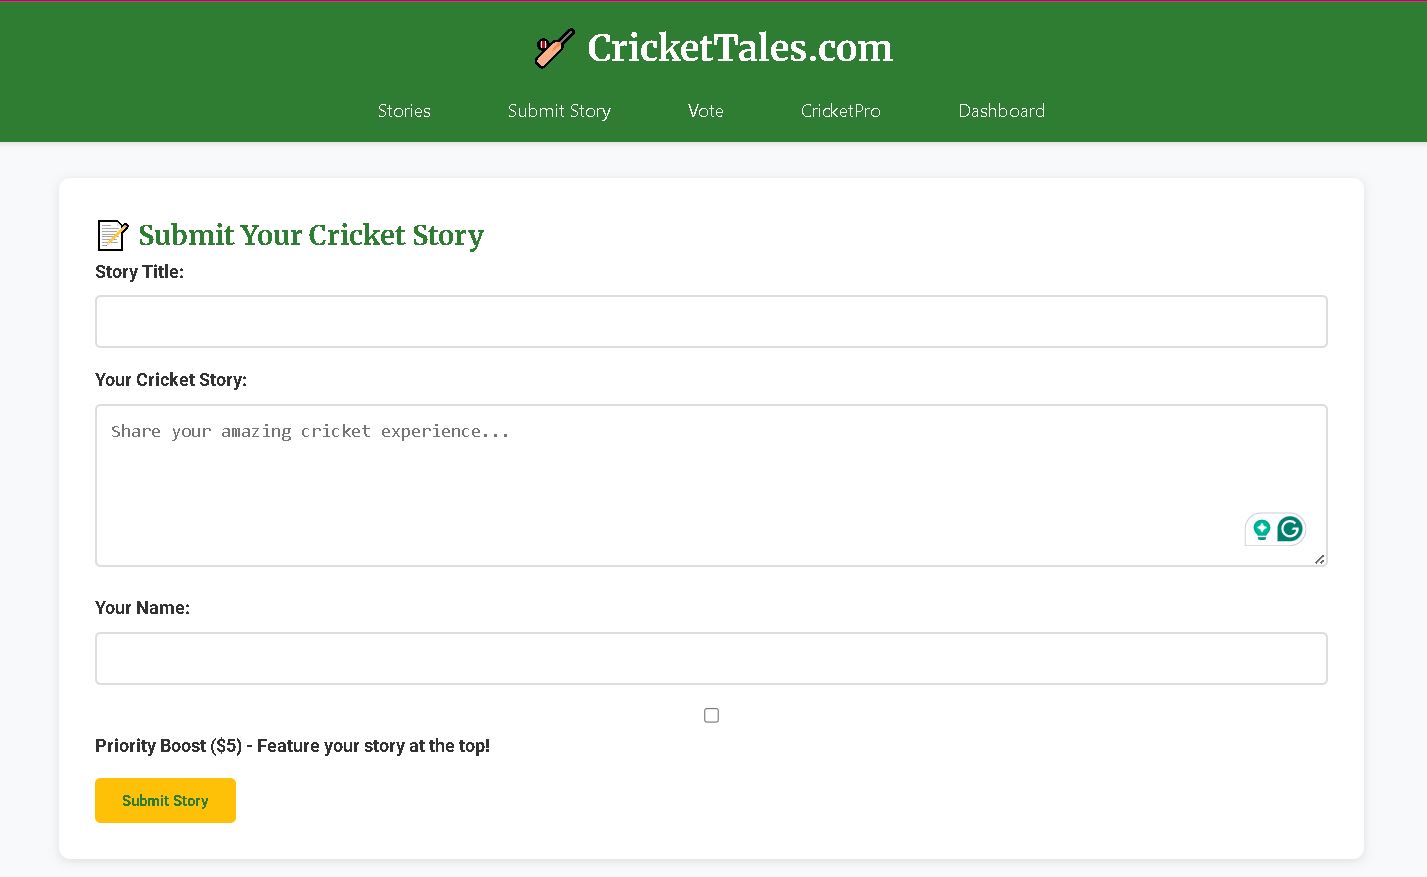 CricketTales.com
Stories Submit Story Vote CricketPro Dashboard
Submit Your Cricket Story
Story Title:
Your Cricket Story:
Share your amazing cricket experience...
Your Name:
Priority Boost ($5) - Feature your story at the top!
Submit Story